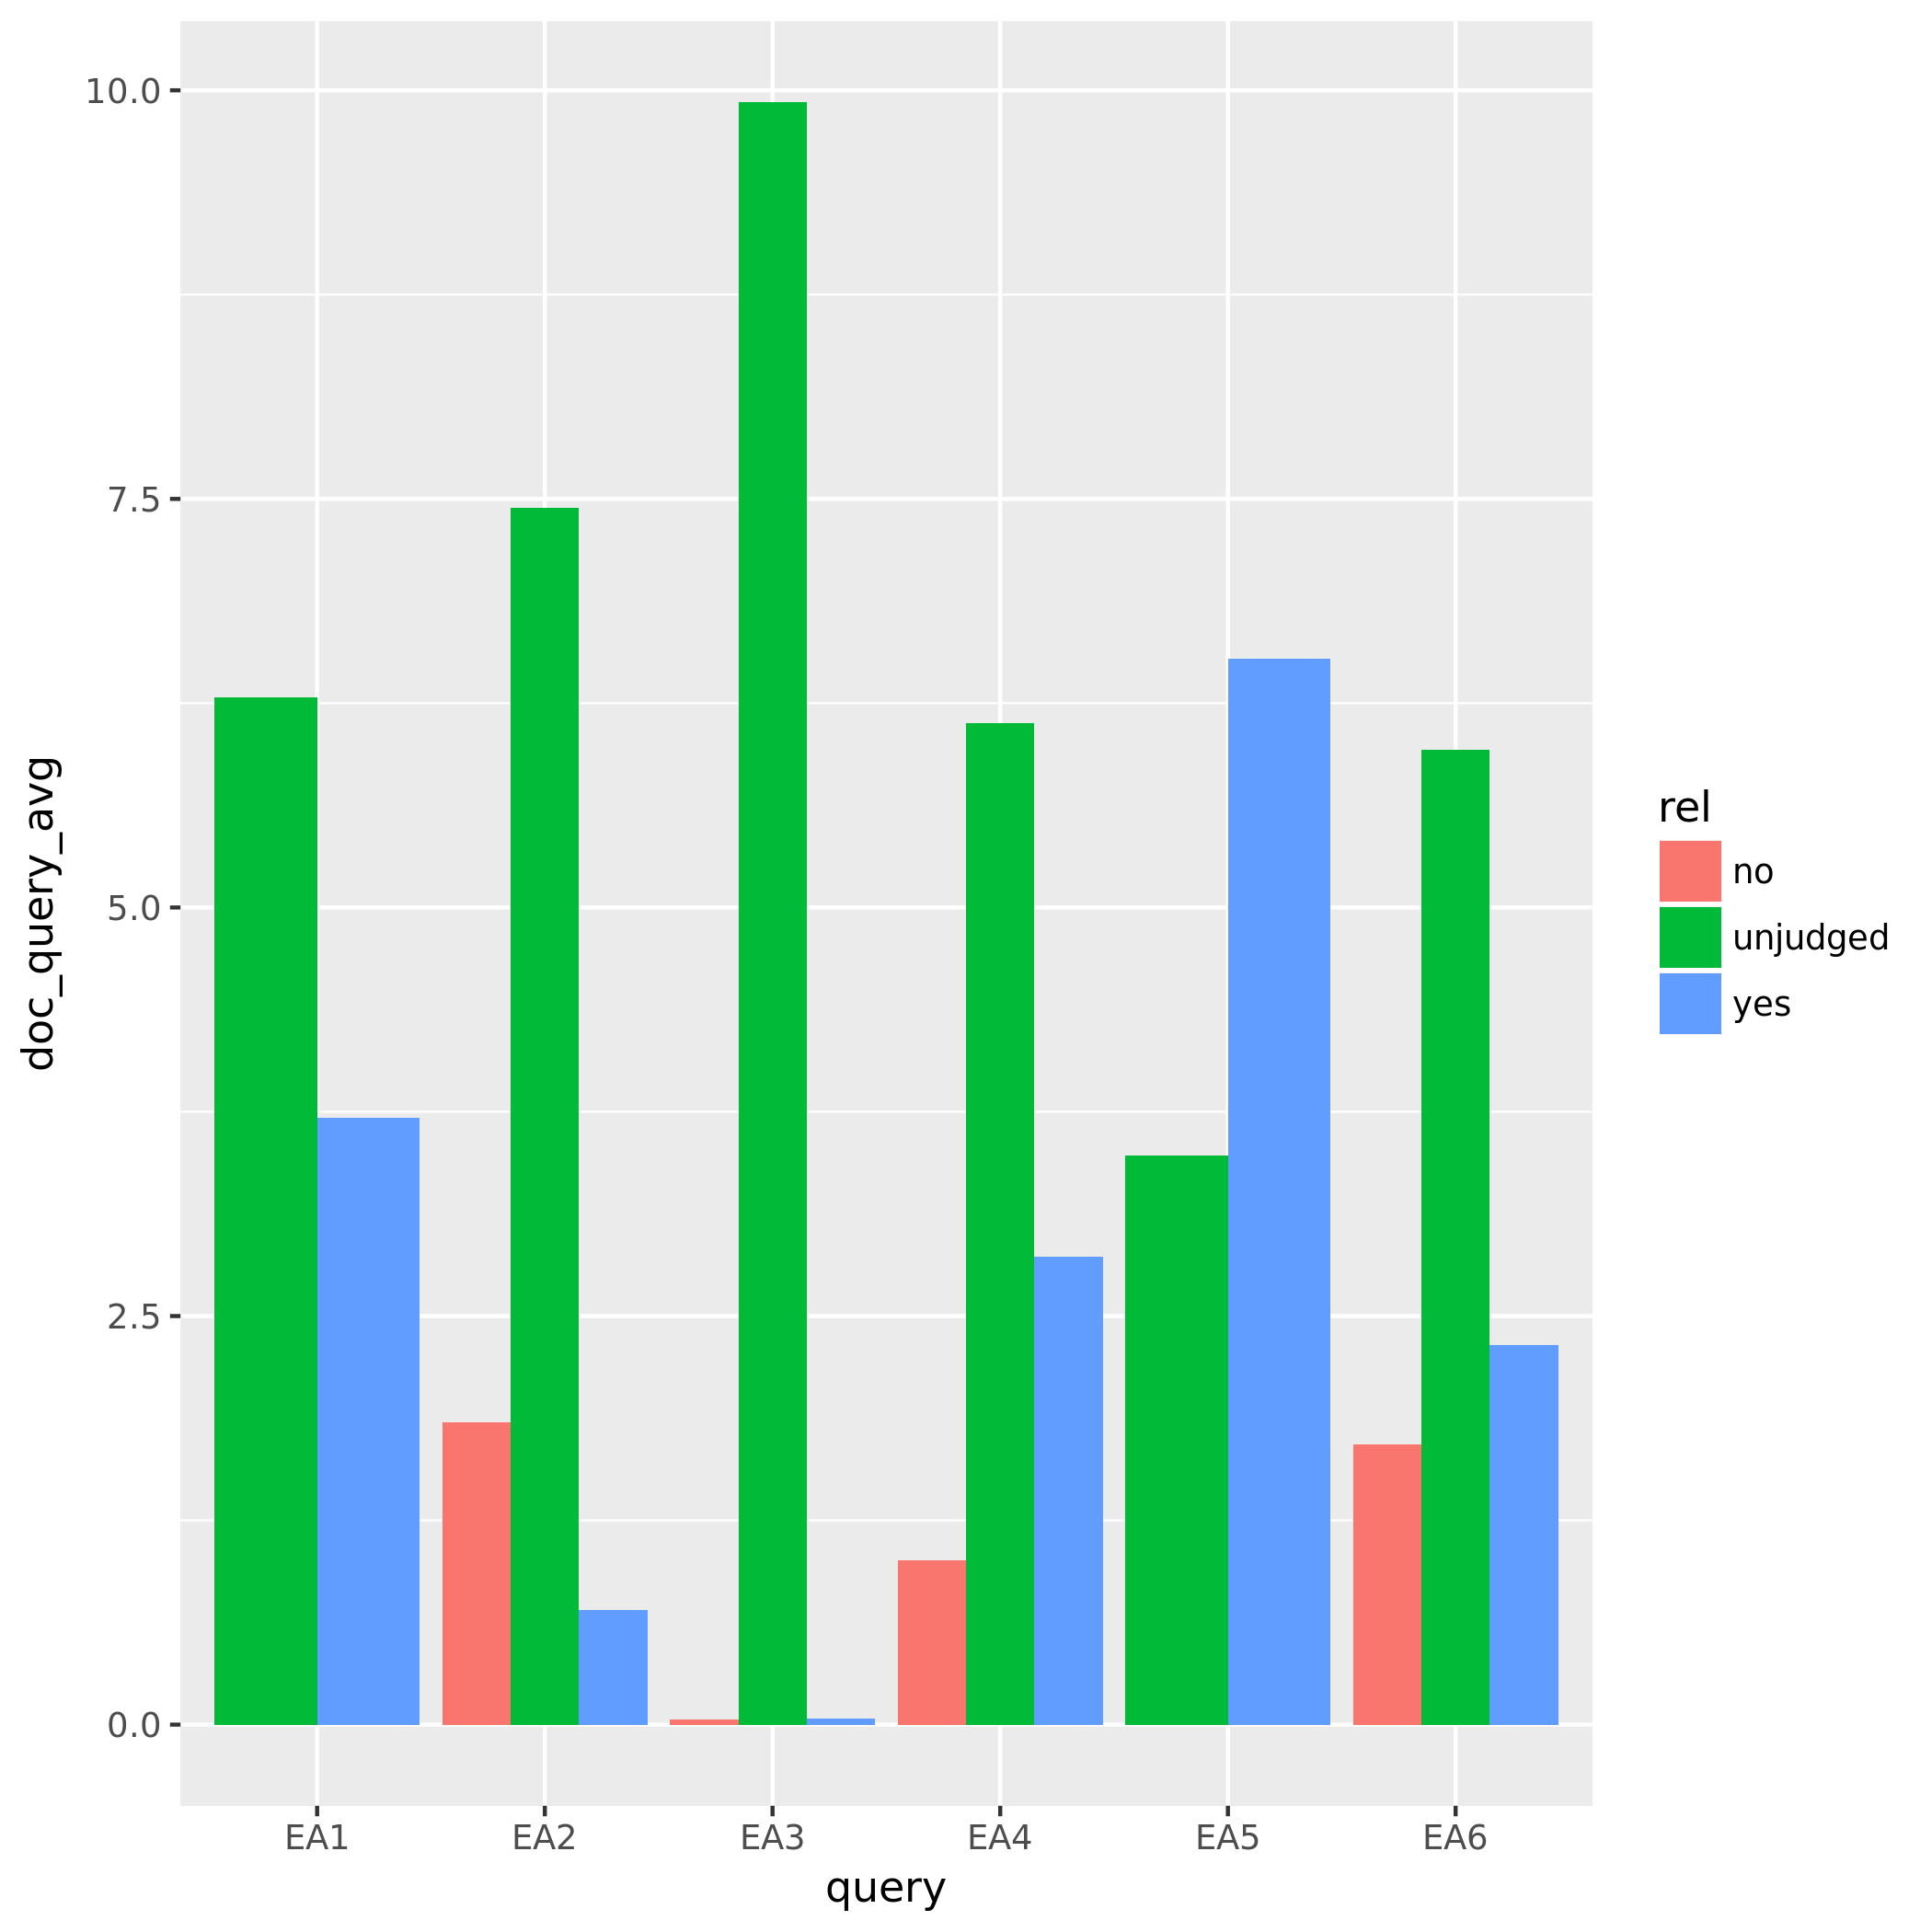 10.0
7.5
5.0
2.5
0.0
doc_query_avg
EA1 EA2 EA3 EA4 EA5 EA6
query
rel
no
unjudged
yes